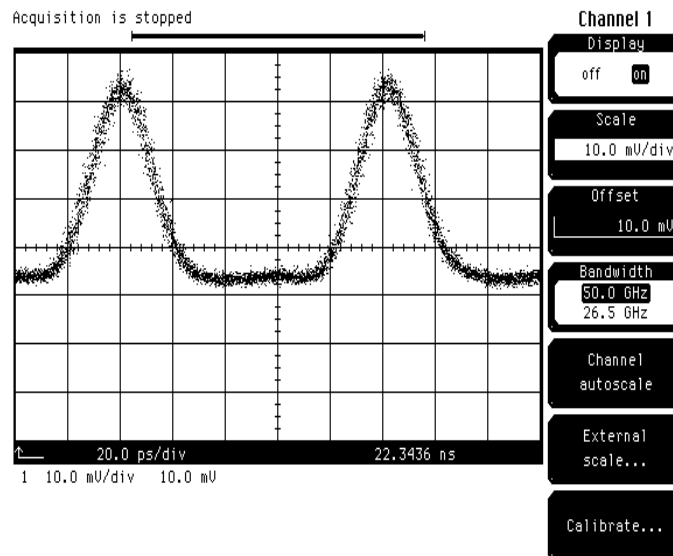 Acquisition is stopped
20.0 ps/div 22.3436 ns
1 10.0 mV/div 10.0 mV
Channel 1
Display
off on
Scale
10.0 mV/div
Offset
10.0 mV
Bandwidth
50.0 GHz
26.5 GHz
Channel
autoscale
External
scale...
Calibrate...